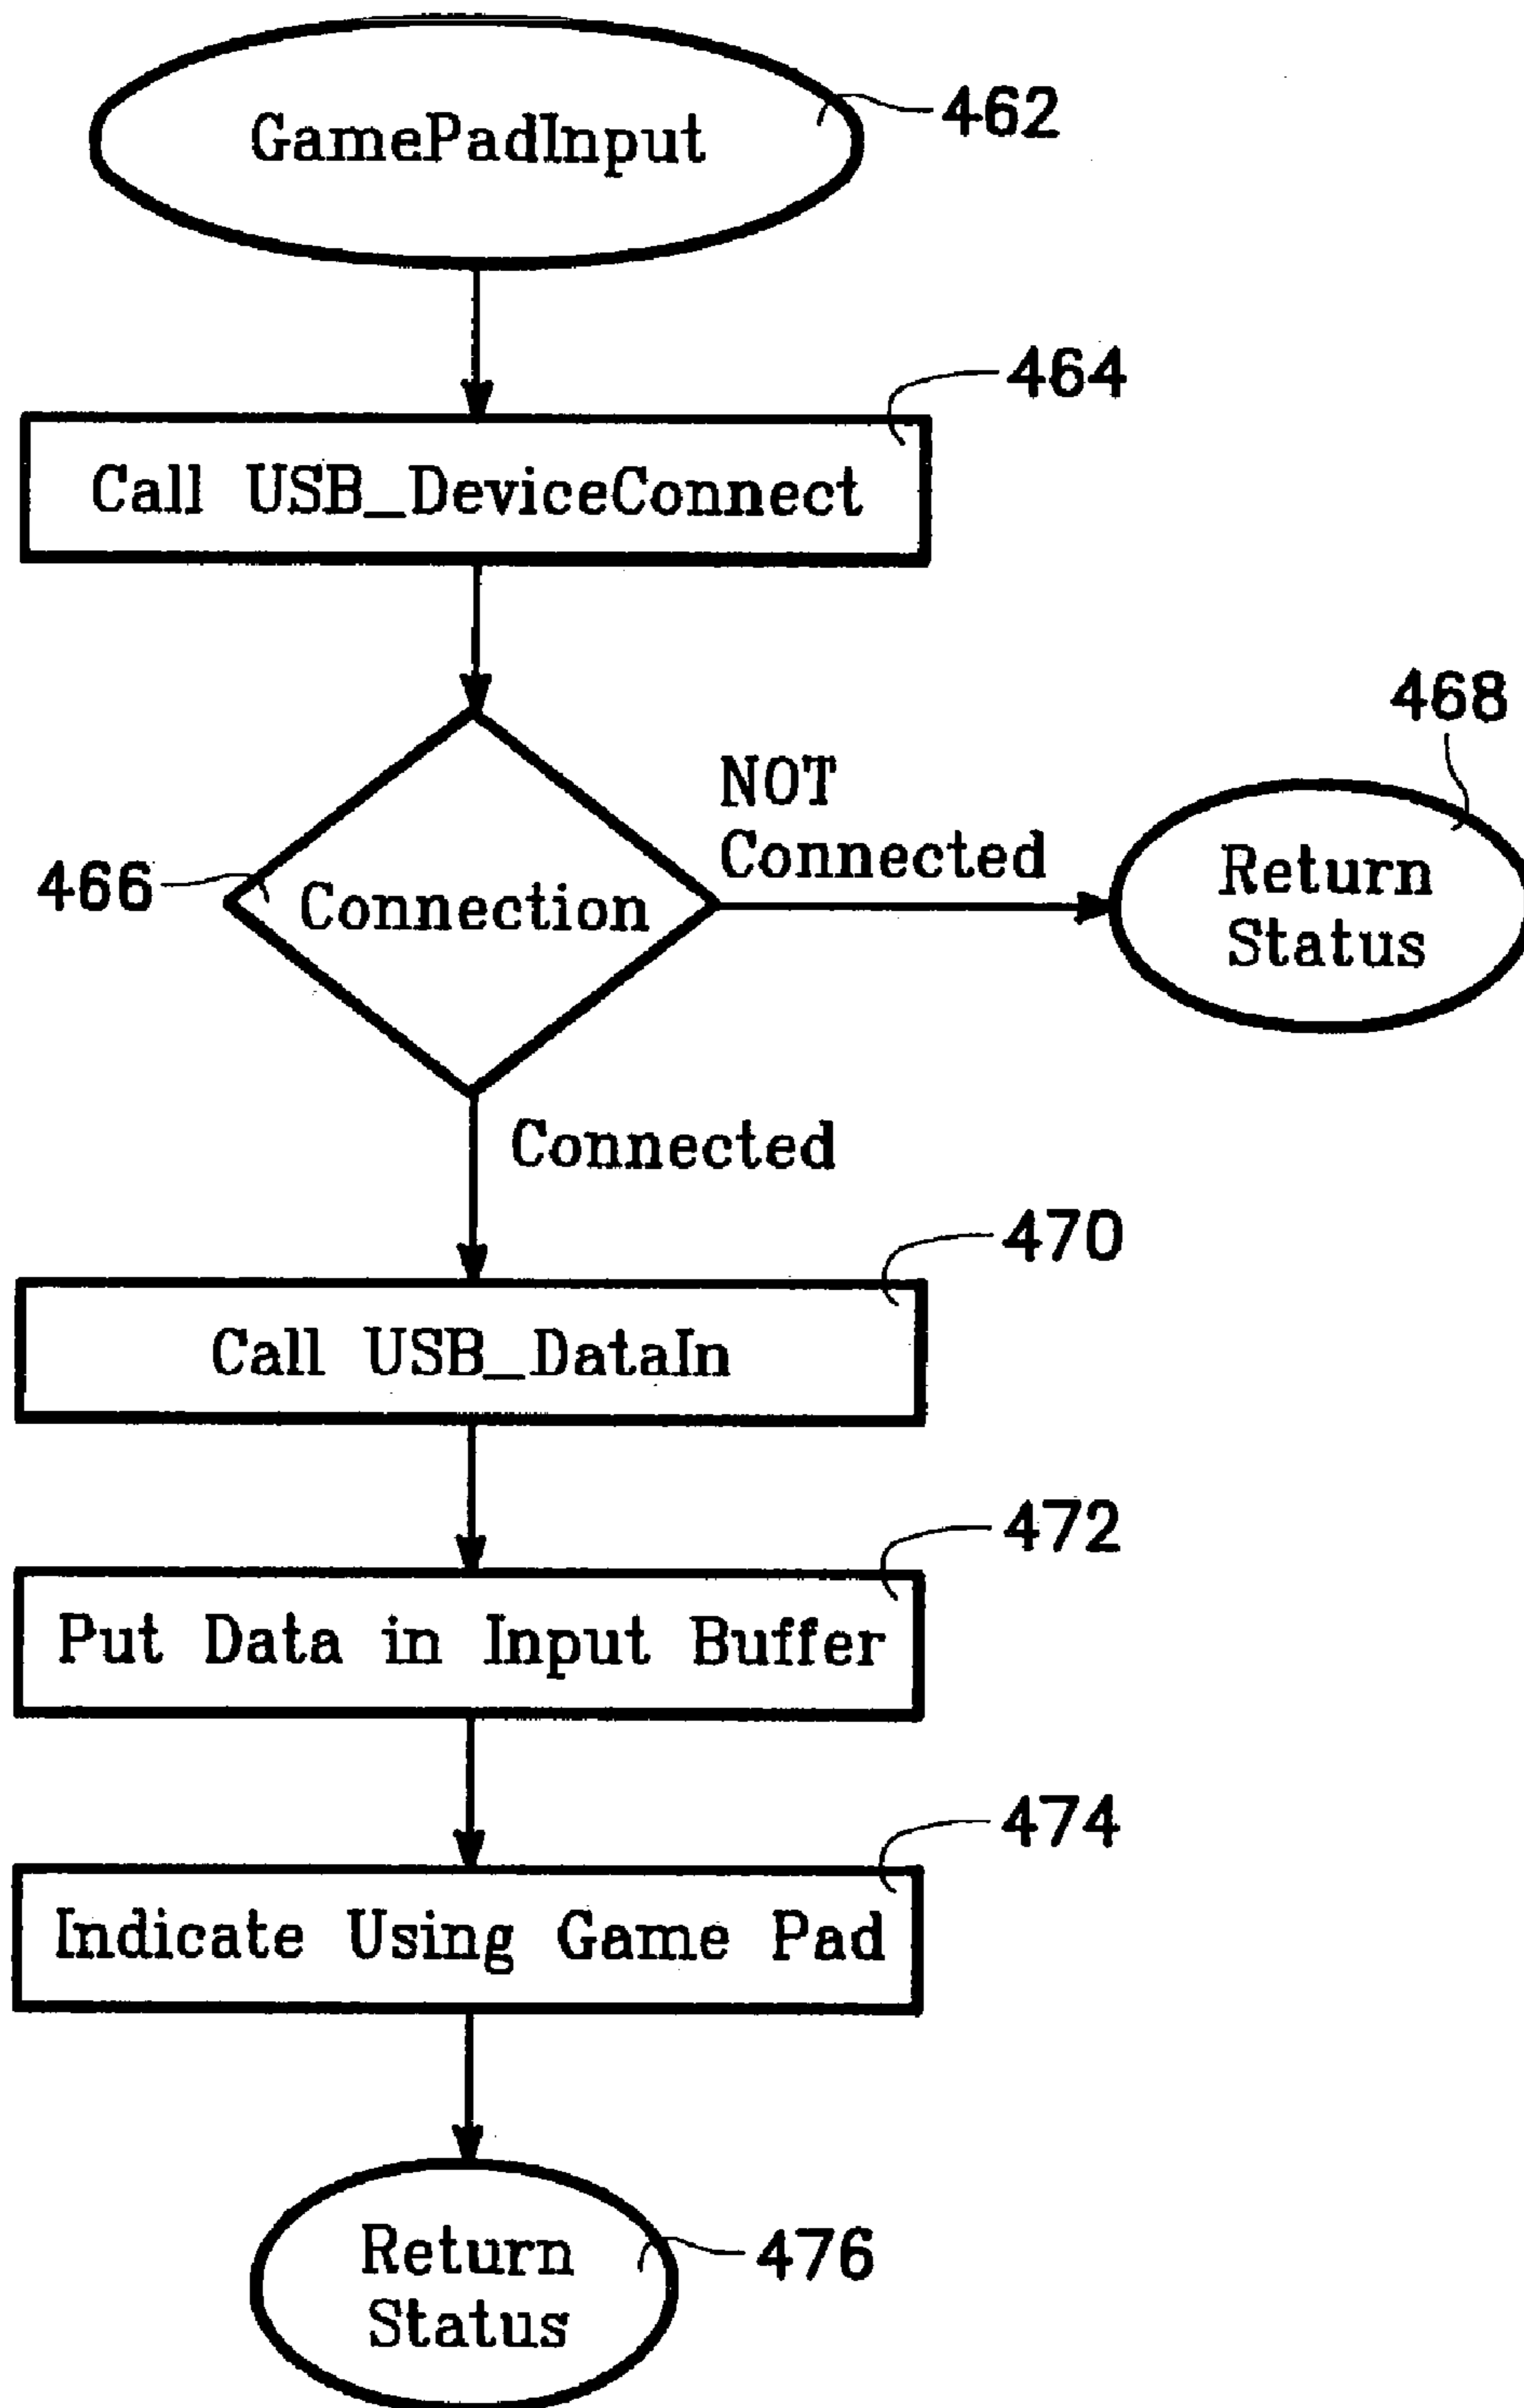 GamePadInput
462
464
Call USB_DeviceConnect
468
NOT
Connected
466
Connection
Return
Status
Connected
470
Call USB_DataIn
472
Put Data in Input Buffer
474
Indicate Using Game Pad
476
Return
Status